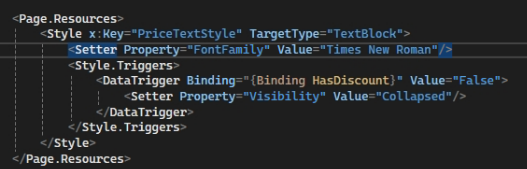 <Page.Resources>
<Style x:Key="PriceTextStyle" TargetType="TextBlock">
<Setter Property="FontFamily" Value="Times New Roman"/>
<Style.Triggers>
<DataTrigger Binding="{Binding HasDiscount}" Value="False">
<Setter Property="Visibility" Value="Collapsed"/>
</DataTrigger>
</Style.Triggers>
</Style>
</Page.Resources>